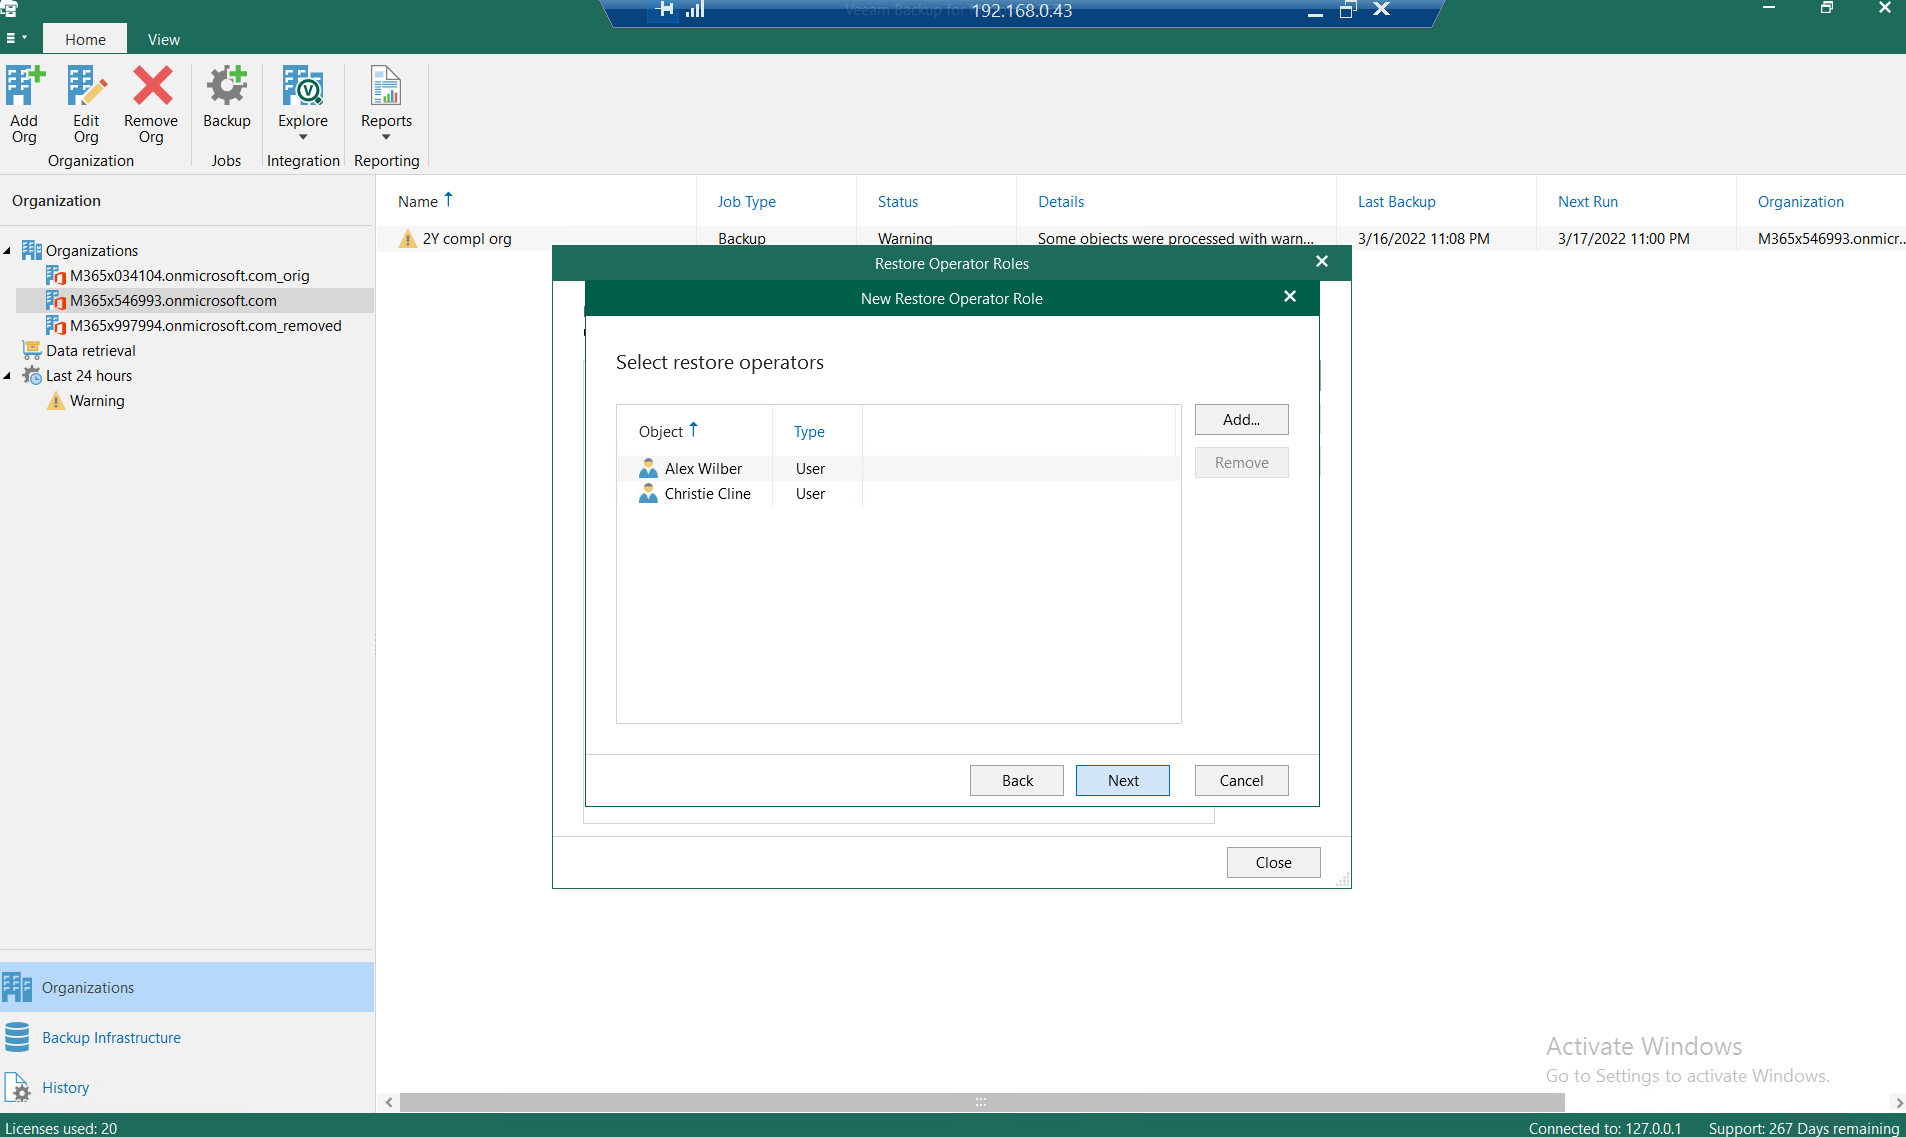 Veeam Backup for
192.168.0.43
Home
View
Add Org
Edit Org
Remove Org
Backup
Explore
Reports
Organization
Jobs
Integration
Reporting
Organization
Organizations
M365x034104.onmicrosoft.com_orig
M365x546993.onmicrosoft.com
M365x997994.onmicrosoft.com_removed
Data retrieval
Last 24 hours
Warning
Name
Job Type
Status
Details
Last Backup
Next Run
Organization
2Y compl org
Backup
Warning
Some objects were processed with warn...
3/16/2022 11:08 PM
3/17/2022 11:00 PM
M365x546993.onmicr...
Restore Operator Roles
New Restore Operator Role
Select restore operators
Object
Type
Alex Wilber
User
Christie Cline
User
Add...
Remove
Back
Next
Cancel
Close
Organizations
Backup Infrastructure
History
Activate Windows
Go to Settings to activate Windows.
Licenses used: 20
Connected to: 127.0.0.1
Support: 267 Days remaining